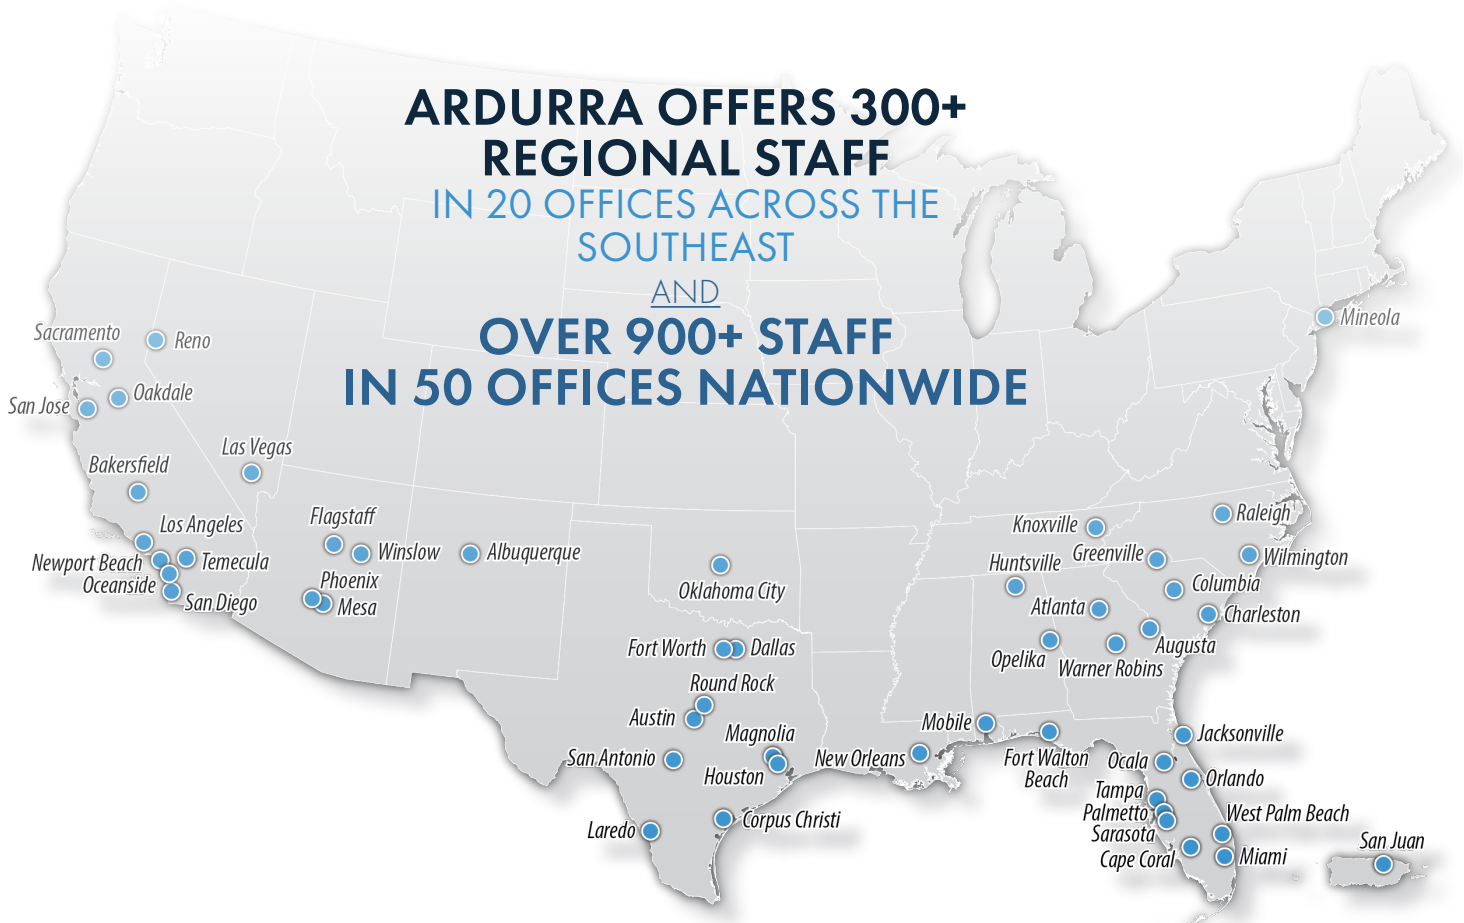 ARDURRA OFFERS 300+
REGIONAL STAFF
IN 20 OFFICES ACROSS THE
SOUTHEAST
AND
OVER 900+ STAFF
IN 50 OFFICES NATIONWIDE
Sacramento
Reno
Oakdale
San Jose
Las Vegas
Bakersfield
Los Angeles
Newport Beach
Temecula
Oceanside
San Diego
Flagstaff
Winslow
Phoenix
Mesa
Albuquerque
Oklahoma City
Fort Worth
Dallas
Round Rock
Austin
Magnolia
San Antonio
Houston
Corpus Christi
Laredo
New Orleans
Mineola
Knoxville
Raleigh
Greenville
Wilmington
Huntsville
Columbia
Atlanta
Charleston
Augusta
Opelika
Warner Robins
Mobile
Fort Walton
Beach
Jacksonville
Ocala
Orlando
Tampa
Palmetto
West Palm Beach
Sarasota
Cape Coral
Miami
San Juan